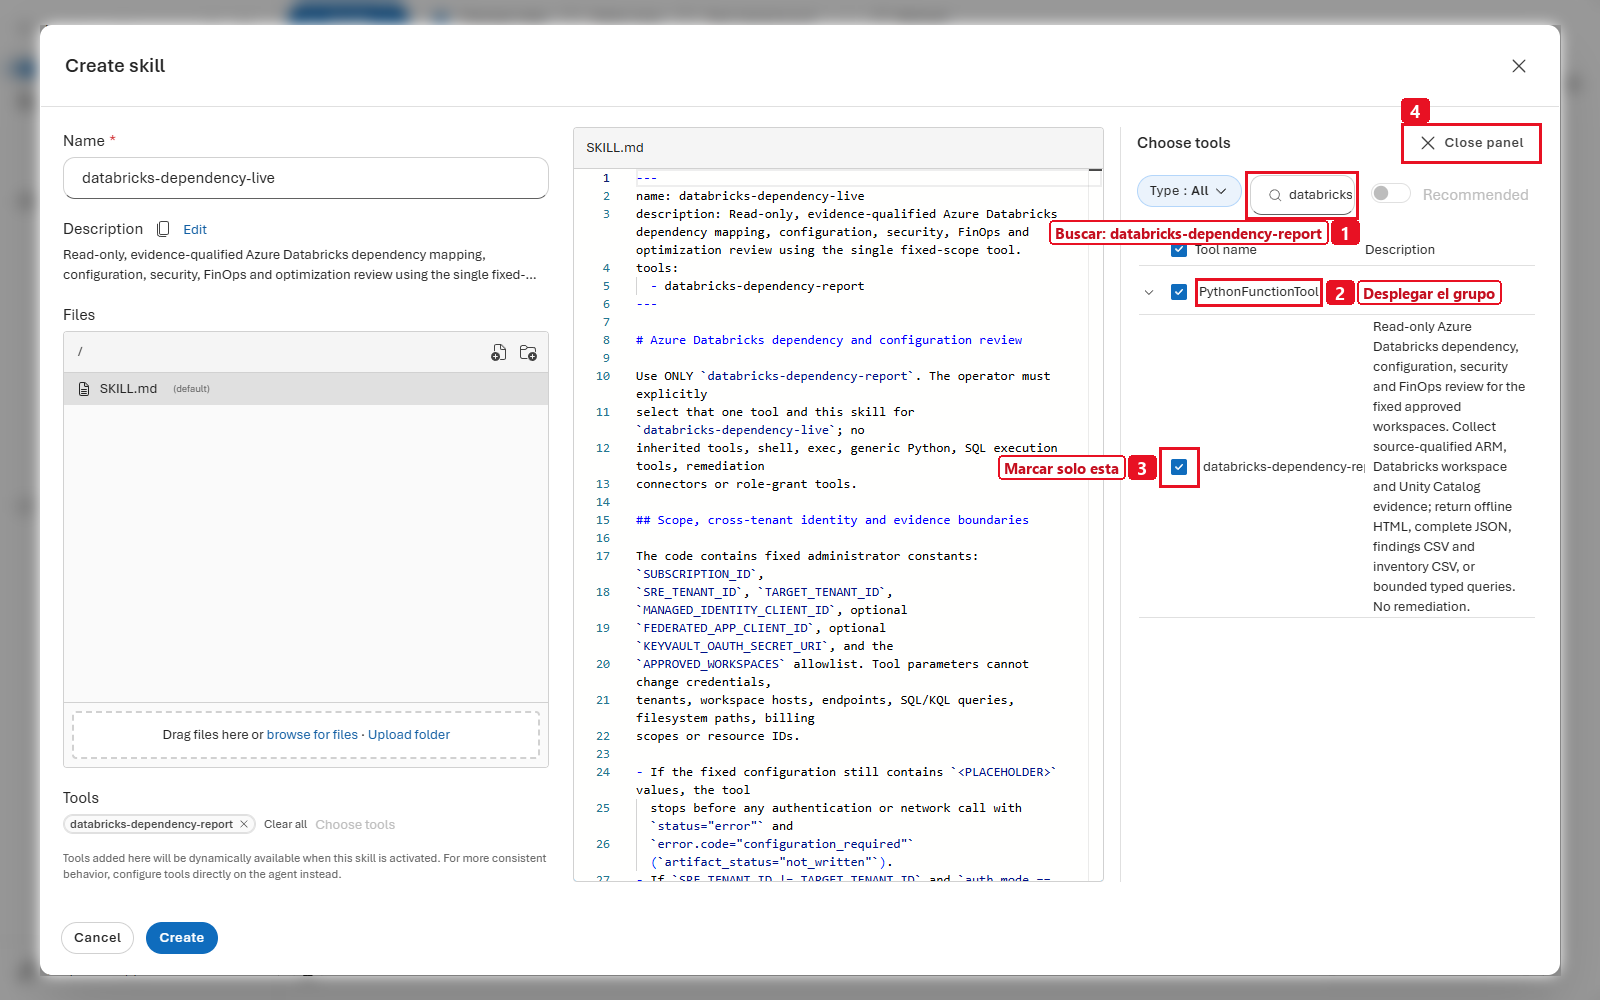 Create skill
Name *
databricks-dependency-live
Description Edit
Read-only, evidence-qualified Azure Databricks dependency mapping,
configuration, security, FinOps and optimization review using the single fixed-...
Files
/
SKILL.md (default)
Drag files here or browse for files · Upload folder
Tools
databricks-dependency-report Clear all Choose tools
Tools added here will be dynamically available when this skill is activated. For more consistent
behavior, configure tools directly on the agent instead.
Cancel Create
SKILL.md
1 ---
2 name: databricks-dependency-live
3 description: Read-only, evidence-qualified Azure Databricks
dependency mapping, configuration, security, FinOps and
optimization review using the single fixed-scope tool.
4 tools:
5 - databricks-dependency-report
6 ---
7
8 # Azure Databricks dependency and configuration review
9
10 Use ONLY `databricks-dependency-report`. The operator must
explicitly
11 select that one tool and this skill for
`databricks-dependency-live`; no
12 inherited tools, shell, exec, generic Python, SQL execution
tools, remediation
13 connectors or role-grant tools.
14
15 ## Scope, cross-tenant identity and evidence boundaries
16
17 The code contains fixed administrator constants:
`SUBSCRIPTION_ID`,
18 `SRE_TENANT_ID`, `TARGET_TENANT_ID`,
`MANAGED_IDENTITY_CLIENT_ID`, optional
19 `FEDERATED_APP_CLIENT_ID`, optional
`KEYVAULT_OAUTH_SECRET_URI`, and the
20 `APPROVED_WORKSPACES` allowlist. Tool parameters cannot
change credentials,
21 tenants, workspace hosts, endpoints, SQL/KQL queries,
filesystem paths, billing
22 scopes or resource IDs.
23
24 - If the fixed configuration still contains `<PLACEHOLDER>`
values, the tool
25 stops before any authentication or network call with
`status="error"` and
26 `error.code="configuration_required"`
(`artifact_status="not_written"`).
27 - If `SRE_TENANT_ID != TARGET_TENANT_ID` and `auth_mode ==
Choose tools
4
Close panel
Type : All
databricks
Recommended
Buscar: databricks-dependency-report 1
Tool name Description
PythonFunctionTool 2 Desplegar el grupo
Marcar solo esta 3
databricks-dependency-rep
Read-only Azure
Databricks dependency,
configuration, security
and FinOps review for the
fixed approved
workspaces. Collect
source-qualified ARM,
Databricks workspace
and Unity Catalog
evidence; return offline
HTML, complete JSON,
findings CSV and
inventory CSV, or
bounded typed queries.
No remediation.